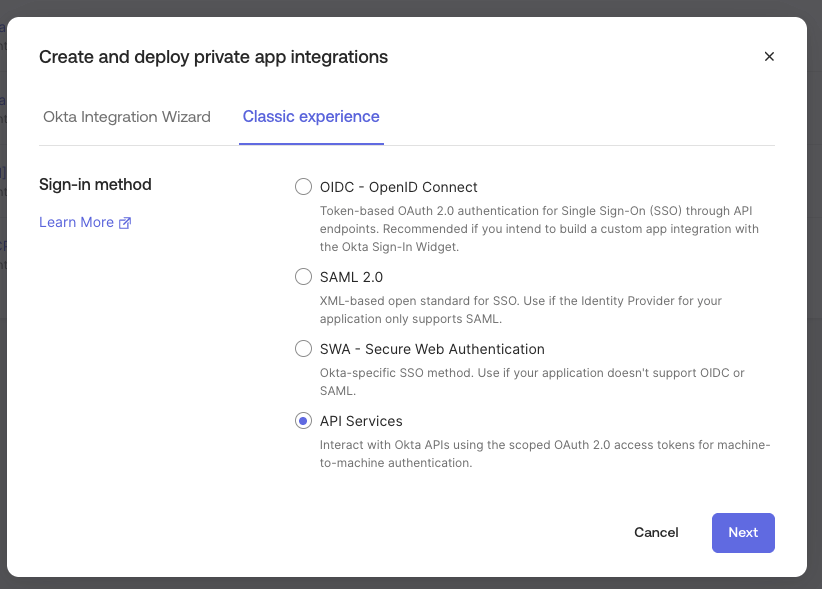 Create and deploy private app integrations
Okta Integration Wizard
Classic experience
Sign-in method
Learn More
OIDC - OpenID Connect
Token-based OAuth 2.0 authentication for Single Sign-On (SSO) through API
endpoints. Recommended if you intend to build a custom app integration with
the Okta Sign-In Widget.
SAML 2.0
XML-based open standard for SSO. Use if the Identity Provider for your
application only supports SAML.
SWA - Secure Web Authentication
Okta-specific SSO method. Use if your application doesn't support OIDC or
SAML.
API Services
Interact with Okta APIs using the scoped OAuth 2.0 access tokens for machine-
to-machine authentication.
Cancel
Next